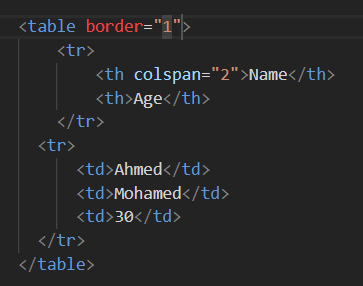 <table border="1">
<tr>
<th colspan="2">Name</th>
<th>Age</th>
</tr>
<tr>
<td>Ahmed</td>
<td>Mohamed</td>
<td>30</td>
</tr>
</table>